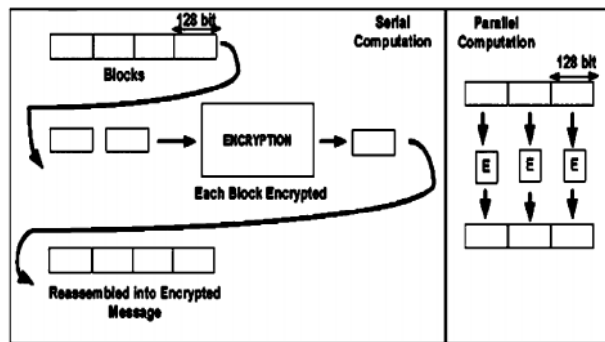 128 bit
Blocks
Serial
Computation
ENCRYPTION
Each Block Encrypted
Reassembled into Encrypted
Message
Parallel
Computation
128 bit
E E E